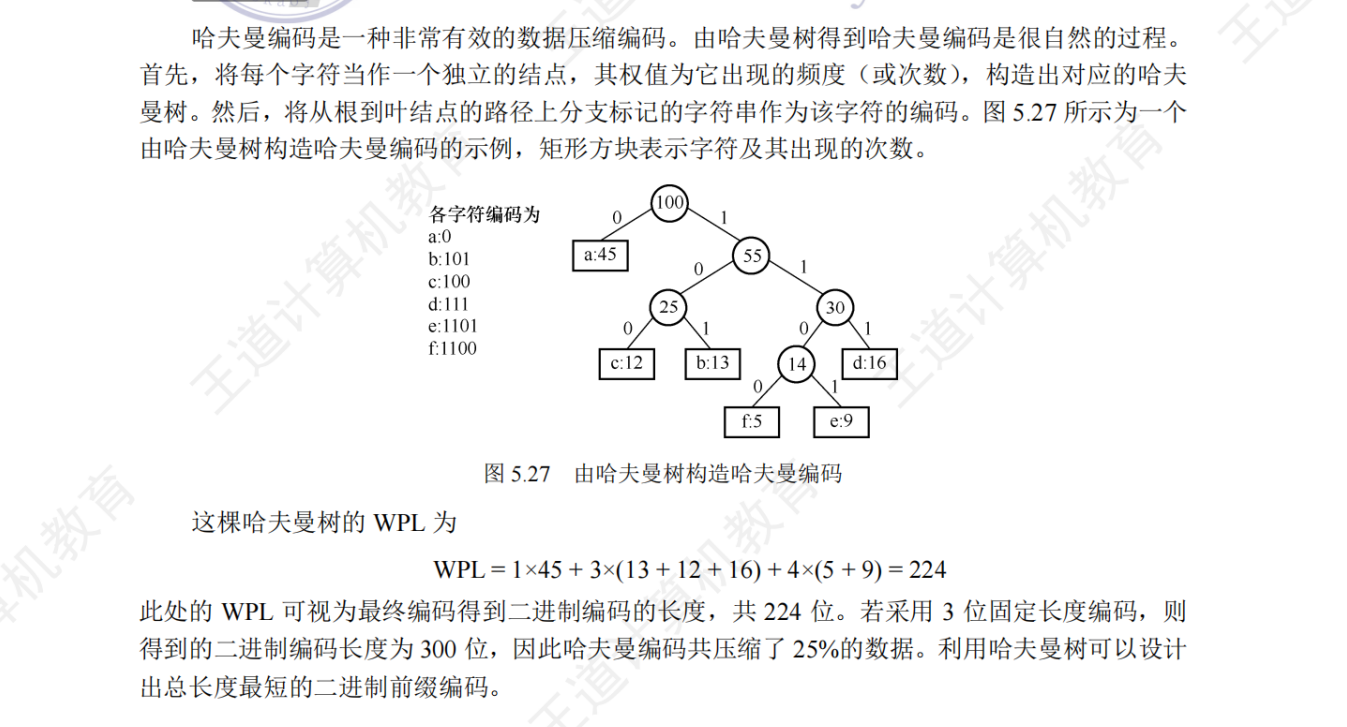 哈夫曼编码是一种非常有效的数据压缩编码。由哈夫曼树得到哈夫曼编码是很自然的过程。
首先，将每个字符当作一个独立的结点，其权值为它出现的频度（或次数），构造出对应的哈夫
曼树。然后，将从根到叶结点的路径上分支标记的字符串作为该字符的编码。图 5.27 所示为一个
由哈夫曼树构造哈夫曼编码的示例，矩形方块表示字符及其出现的次数。
各字符编码为
a:0
b:101
c:100
d:111
e:1101
f:1100
100
0 1
a:45 55
0 1
25 30
0 1 0 1
c:12 b:13 14 d:16
0 1
f:5 e:9
图 5.27 由哈夫曼树构造哈夫曼编码
这棵哈夫曼树的 WPL 为
WPL = 1×45 + 3×(13 + 12 + 16) + 4×(5 + 9) = 224
此处的 WPL 可视为最终编码得到二进制编码的长度，共 224 位。若采用 3 位固定长度编码，则
得到的二进制编码长度为 300 位，因此哈夫曼编码共压缩了 25%的数据。利用哈夫曼树可以设计
出总长度最短的二进制前缀编码。
王道计算机教育
王道计算机教育
王道计算机教育
算机教育
王道